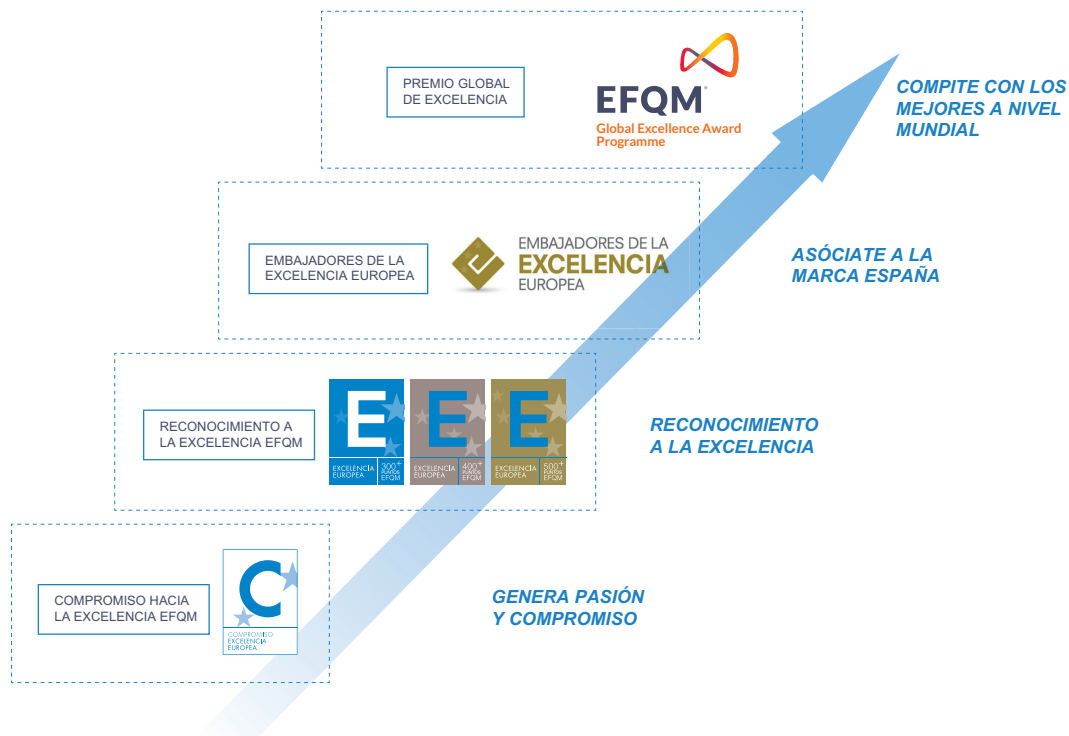 PREMIO GLOBAL
DE EXCELENCIA
EFQM
Global Excellence Award
Programme
COMPITE CON LOS
MEJORES A NIVEL
MUNDIAL
EMBAJADORES DE LA
EXCELENCIA EUROPEA
EMBAJADORES DE LA
EXCELENCIA
EUROPEA
ASÓCIATE A LA
MARCA ESPAÑA
RECONOCIMIENTO A
LA EXCELENCIA EFQM
E
EXCELENCIA
EUROPEA
300+
PUNTOS
EFQM
E
EXCELENCIA
EUROPEA
400+
PUNTOS
EFQM
E
EXCELENCIA
EUROPEA
500+
PUNTOS
EFQM
RECONOCIMIENTO
A LA EXCELENCIA
COMPROMISO HACIA
LA EXCELENCIA EFQM
C
COMPROMISO
EXCELENCIA
EUROPEA
GENERA PASIÓN
Y COMPROMISO